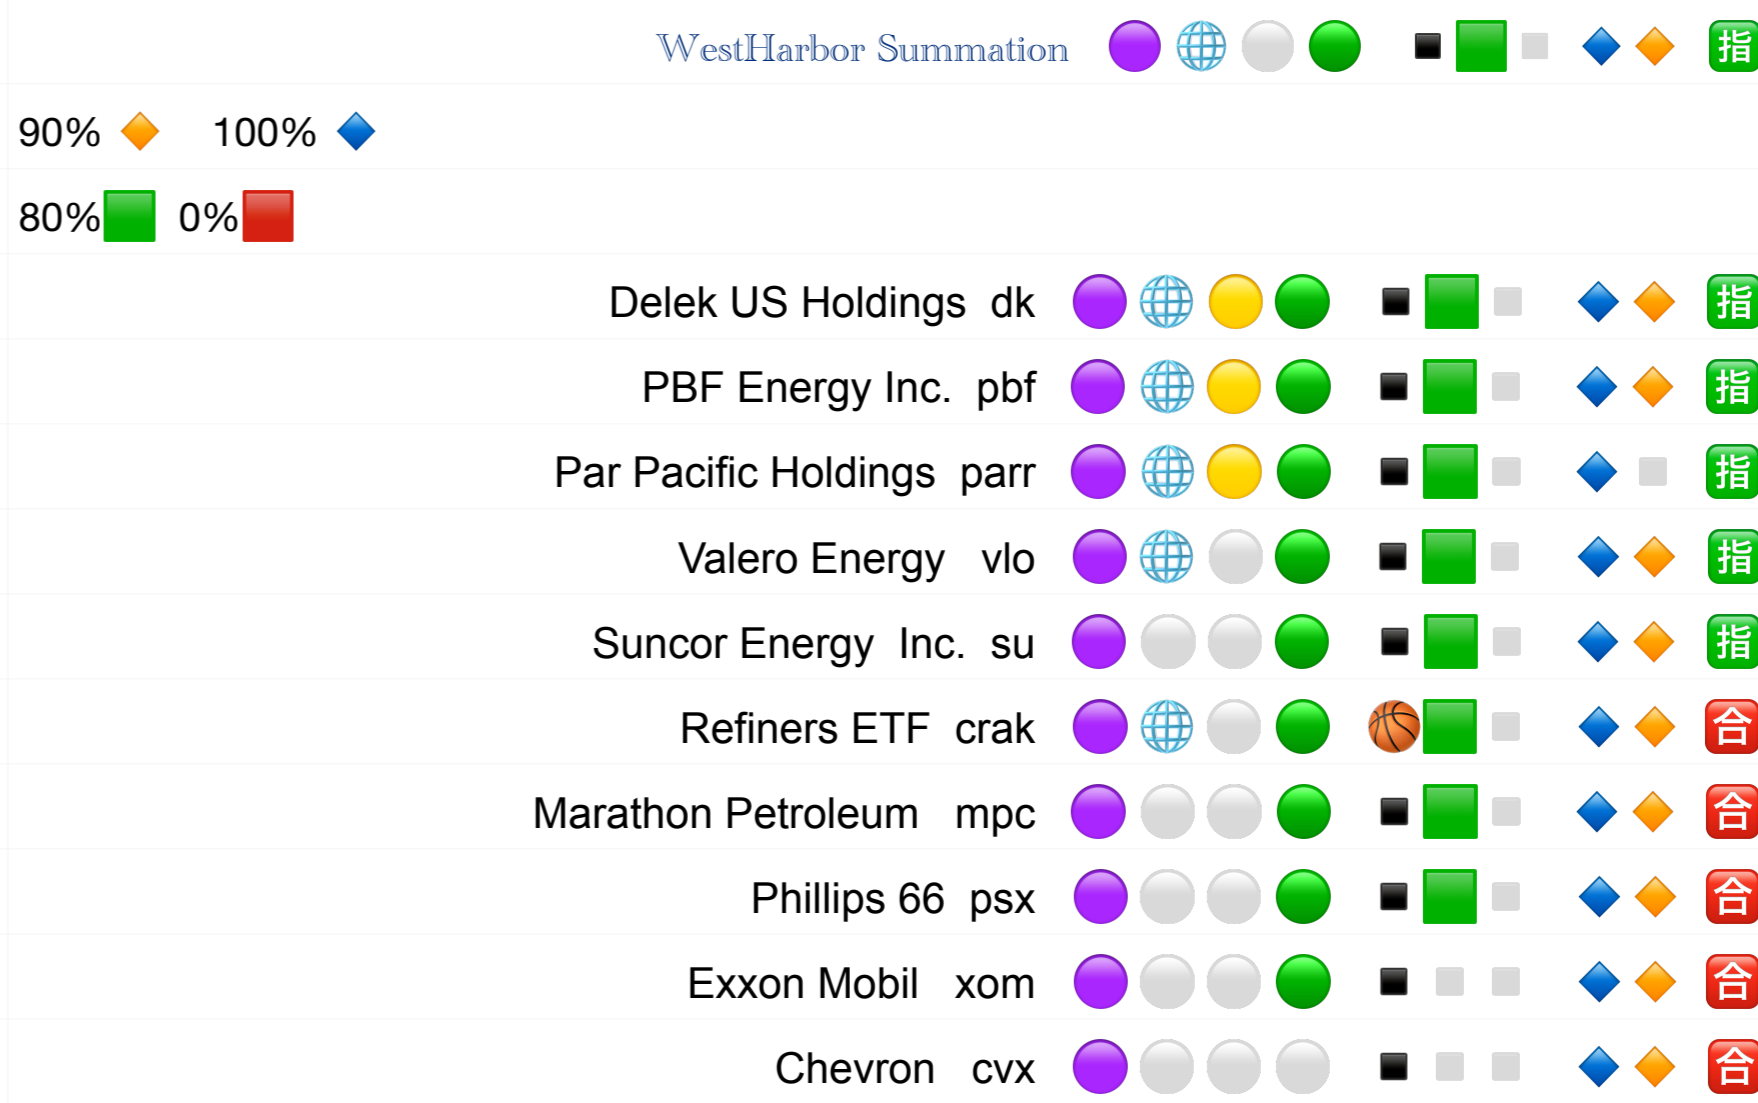 WestHarbor Summation 指
90% 100%
80% 0%
Delek US Holdings dk 指
PBF Energy Inc. pbf 指
Par Pacific Holdings parr 指
Valero Energy vlo 指
Suncor Energy Inc. su 指
Refiners ETF crak 合
Marathon Petroleum mpc 合
Phillips 66 psx 合
Exxon Mobil xom 合
Chevron cvx 合